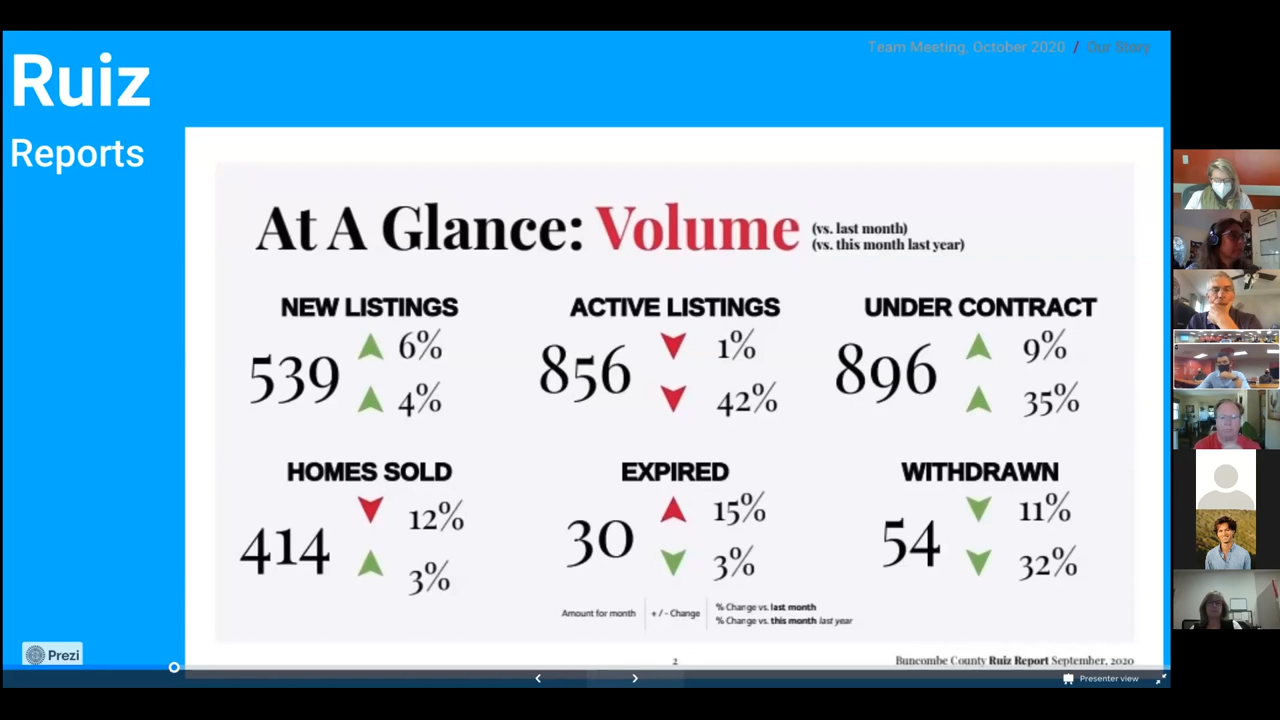 Ruiz
Reports
Team Meeting, October 2020 / Our Story
At A Glance: Volume
(vs. last month)
(vs. this month last year)
NEW LISTINGS
539
6%
4%
ACTIVE LISTINGS
856
1%
42%
UNDER CONTRACT
896
9%
35%
HOMES SOLD
414
12%
3%
EXPIRED
30
15%
3%
WITHDRAWN
54
11%
32%
Amount for month
+ / - Change
% Change vs. last month
% Change vs. this month last year
2
Buncombe County Ruiz Report September, 2020
Prezi
Presenter view